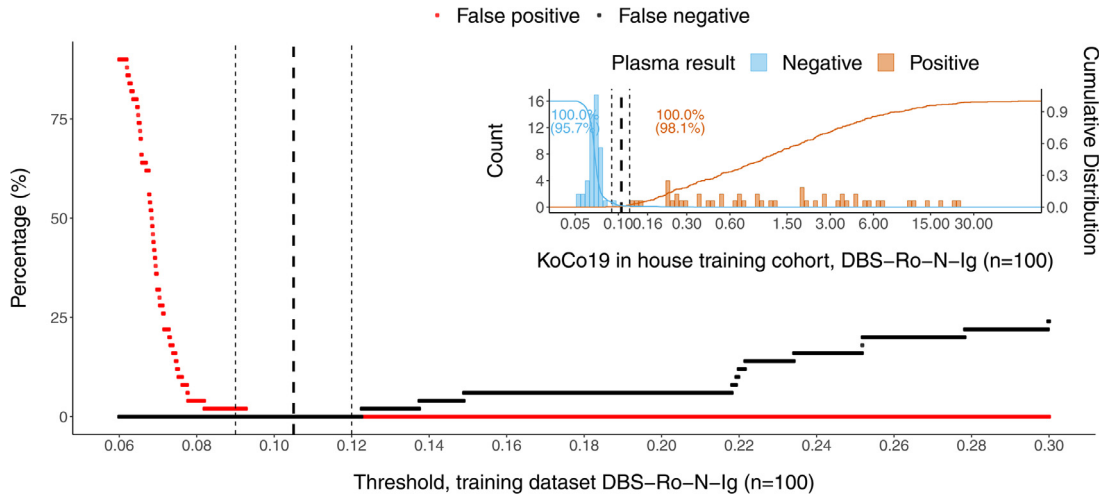 False positive False negative
Plasma result Negative Positive
Percentage (%)
75
50
25
0
0.06 0.08 0.10 0.12 0.14 0.16 0.18 0.20 0.22 0.24 0.26 0.28 0.30
Threshold, training dataset DBS−Ro−N−Ig (n=100)
Count
16
12
8
4
0
100.0% 100.0%
(95.7%) (98.1%)
Cumulative Distribution
0.9
0.6
0.3
0.0
0.05 0.100.16 0.30 0.60 1.50 3.00 6.00 15.00 30.00
KoCo19 in house training cohort, DBS−Ro−N−Ig (n=100)